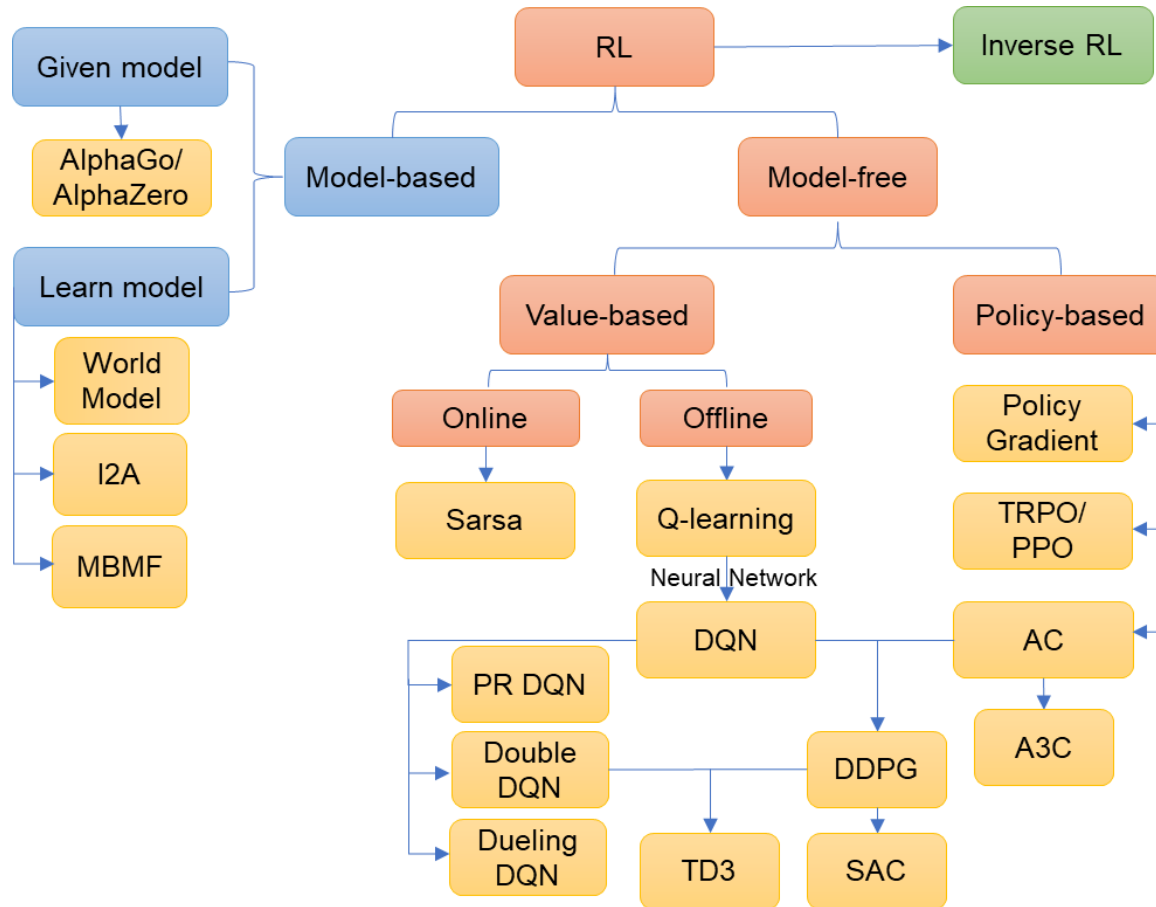 RL
Inverse RL
Given model
AlphaGo/
AlphaZero
Model-based
Model-free
Learn model
World
Model
I2A
MBMF
Value-based
Policy-based
Online
Offline
Sarsa
Q-learning
Neural Network
Policy
Gradient
TRPO/
PPO
DQN
AC
PR DQN
Double
DQN
Dueling
DQN
DDPG
A3C
TD3
SAC